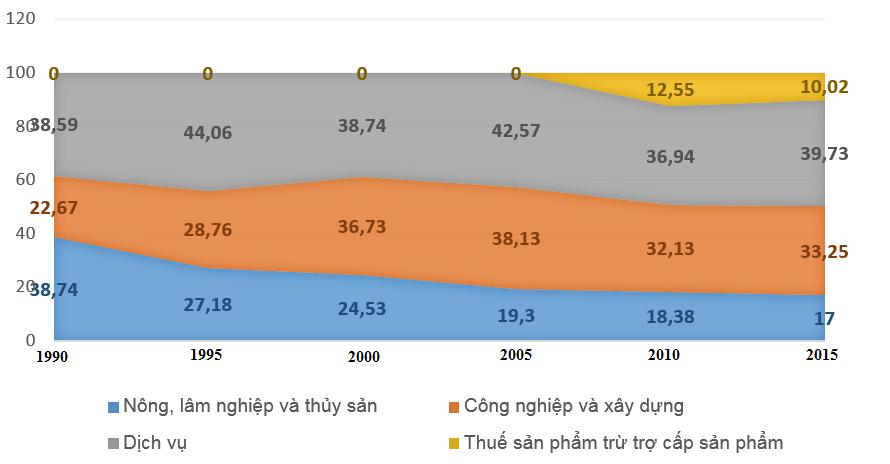 120
100
0 0 0 0
12,55 10,02
80
38,59 44,06 38,74 42,57 36,94 39,73
60
22,67 28,76 36,73 38,13 32,13 33,25
40
20
38,74 27,18 24,53 19,3 18,38 17
0
1990 1995 2000 2005 2010 2015
Nông, lâm nghiệp và thủy sản Công nghiệp và xây dựng
Dịch vụ Thuế sản phẩm trừ trợ cấp sản phẩm